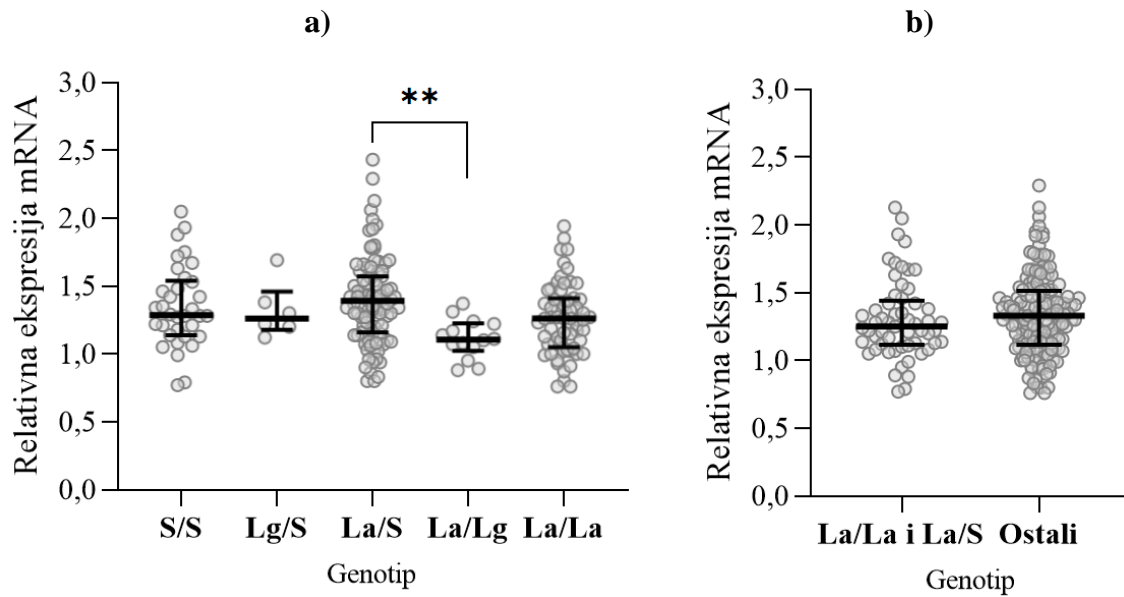 a)
Relativna ekspresija mRNA
3,0
2,5
2,0
1,5
1,0
0,5
0,0
**
S/S Lg/S La/S La/Lg La/La
Genotip
b)
Relativna ekspresija mRNA
3,0
2,5
2,0
1,5
1,0
0,5
0,0
La/La i La/S Ostali
Genotip